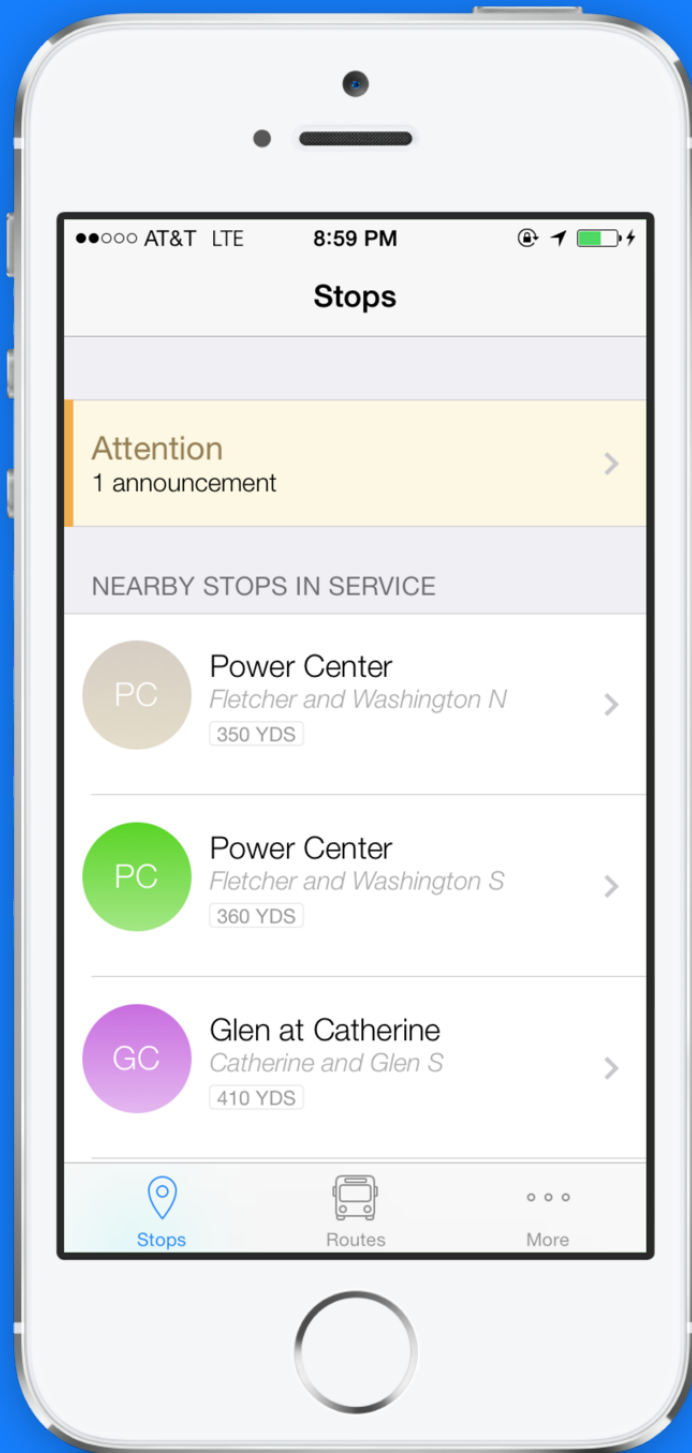 AT&T LTE 8:59 PM
Stops
Attention
1 announcement
NEARBY STOPS IN SERVICE
PC
Power Center
Fletcher and Washington N
350 YDS
PC
Power Center
Fletcher and Washington S
360 YDS
GC
Glen at Catherine
Catherine and Glen S
410 YDS
Stops
Routes
More